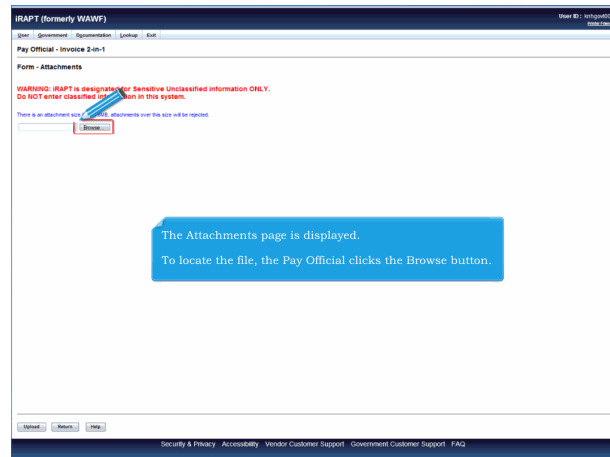 iRAPT (formerly WAWF)
User ID :
Printer Friendly
User Government Documentation Lookup Exit
Pay Official - Invoice 2-in-1
Form - Attachments
WARNING: iRAPT is designated for Sensitive Unclassified information ONLY.
Do NOT enter classified information in this system.
There is an attachment size MB, attachments over this size will be rejected.
Browse...
The Attachments page is displayed.
To locate the file, the Pay Official clicks the Browse button.
Upload Return Help
Security & Privacy Accessibility Vendor Customer Support Government Customer Support FAQ